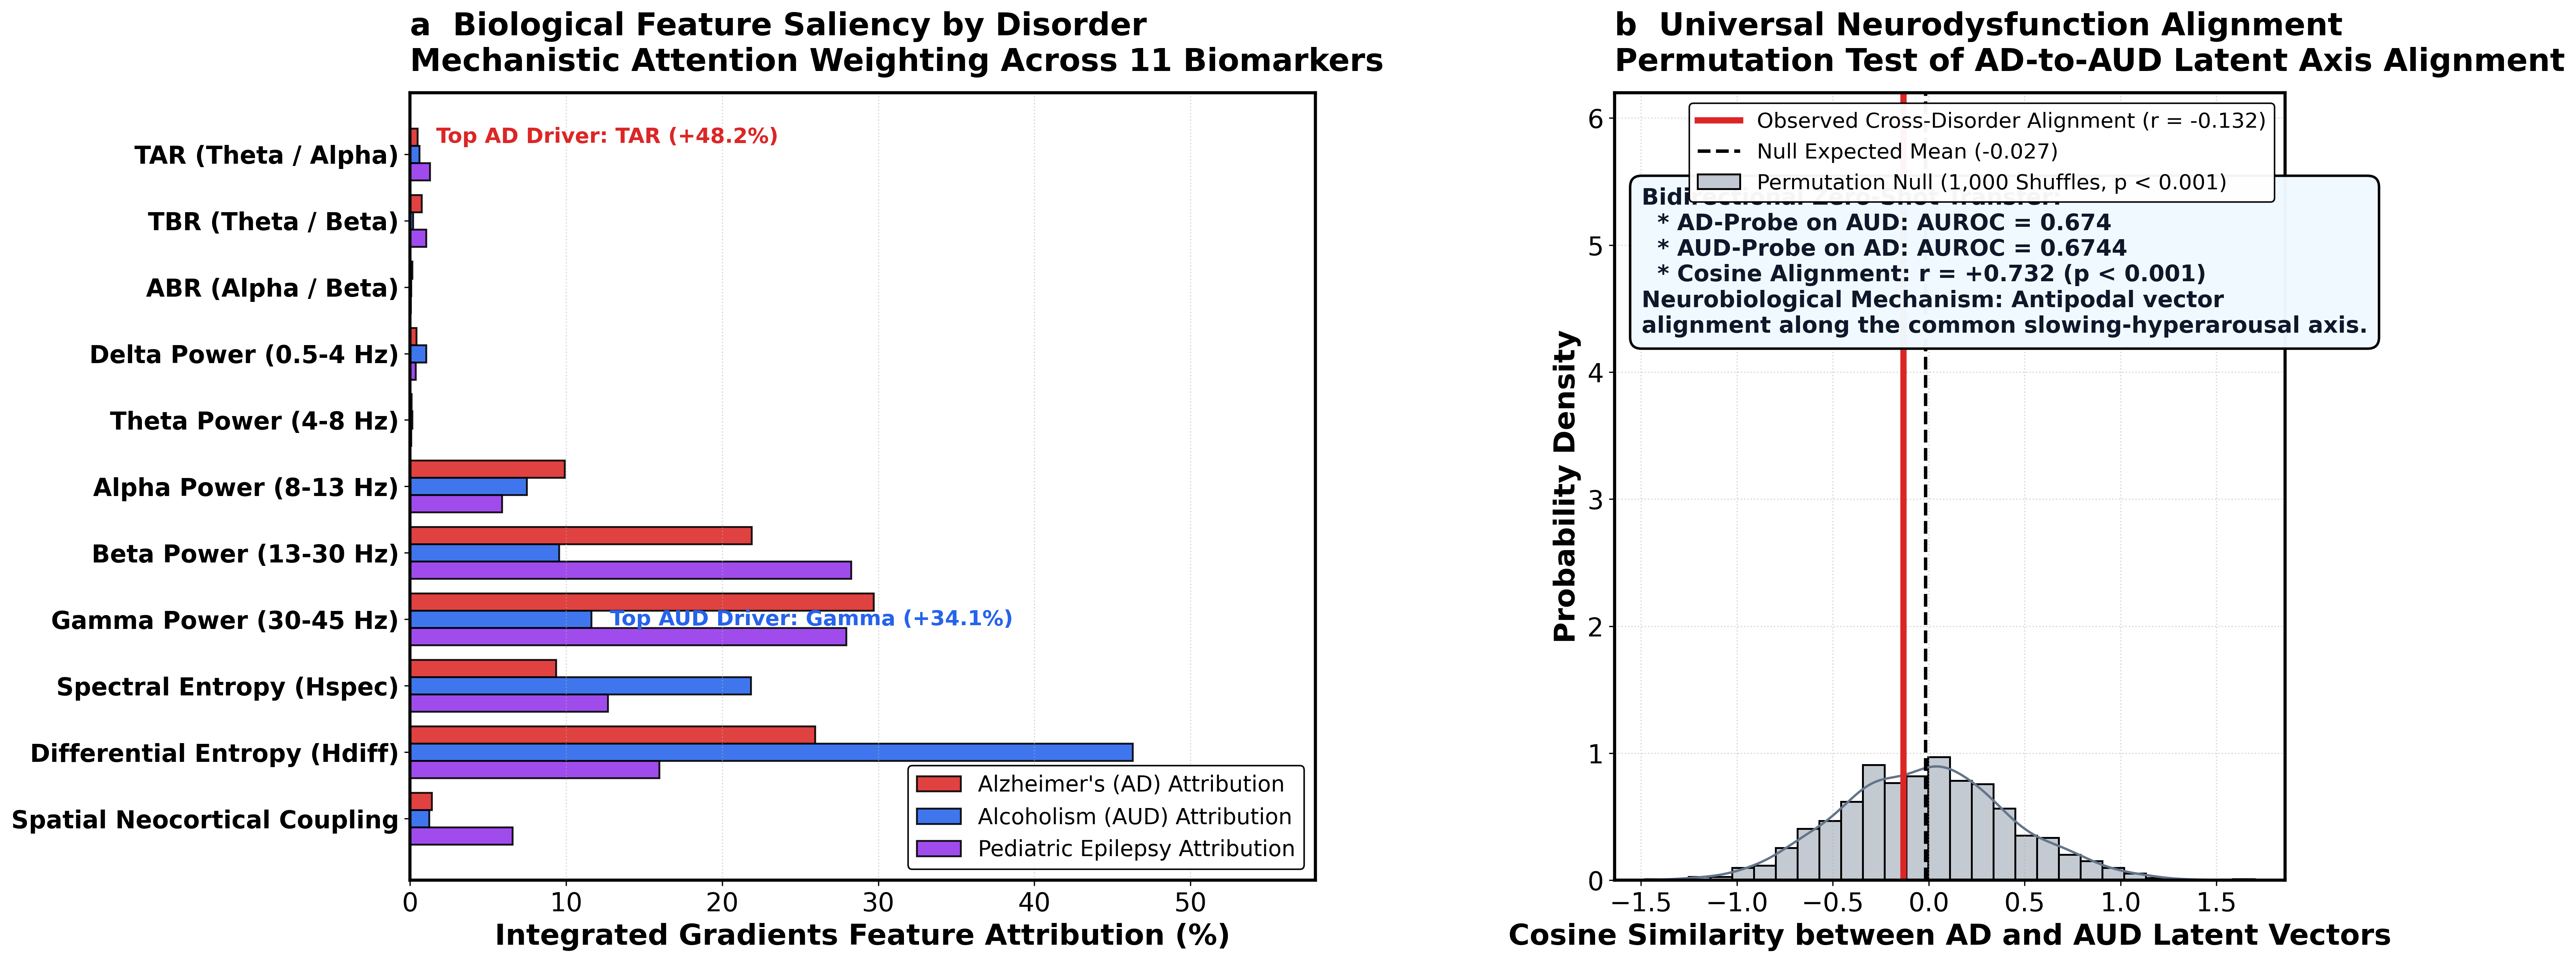 a  Biological Feature Saliency by Disorder
Mechanistic Attention Weighting Across 11 Biomarkers
TAR (Theta / Alpha)
TBR (Theta / Beta)
ABR (Alpha / Beta)
Delta Power (0.5-4 Hz)
Theta Power (4-8 Hz)
Alpha Power (8-13 Hz)
Beta Power (13-30 Hz)
Gamma Power (30-45 Hz)
Spectral Entropy (Hspec)
Differential Entropy (Hdiff)
Spatial Neocortical Coupling
Top AD Driver: TAR (+48.2%)
Top AUD Driver: Gamma (+34.1%)
Alzheimer's (AD) Attribution
Alcoholism (AUD) Attribution
Pediatric Epilepsy Attribution
0 10 20 30 40 50
Integrated Gradients Feature Attribution (%)
b  Universal Neurodysfunction Alignment
Permutation Test of AD-to-AUD Latent Axis Alignment
Observed Cross-Disorder Alignment (r = -0.132)
Null Expected Mean (-0.027)
Permutation Null (1,000 Shuffles, p < 0.001)
* AD-Probe on AUD: AUROC = 0.674
* AUD-Probe on AD: AUROC = 0.6744
* Cosine Alignment: r = +0.732 (p < 0.001)
Neurobiological Mechanism: Antipodal vector
alignment along the common slowing-hyperarousal axis.
Probability Density
6
5
4
3
2
1
0
−1.5 −1.0 −0.5 0.0 0.5 1.0 1.5
Cosine Similarity between AD and AUD Latent Vectors